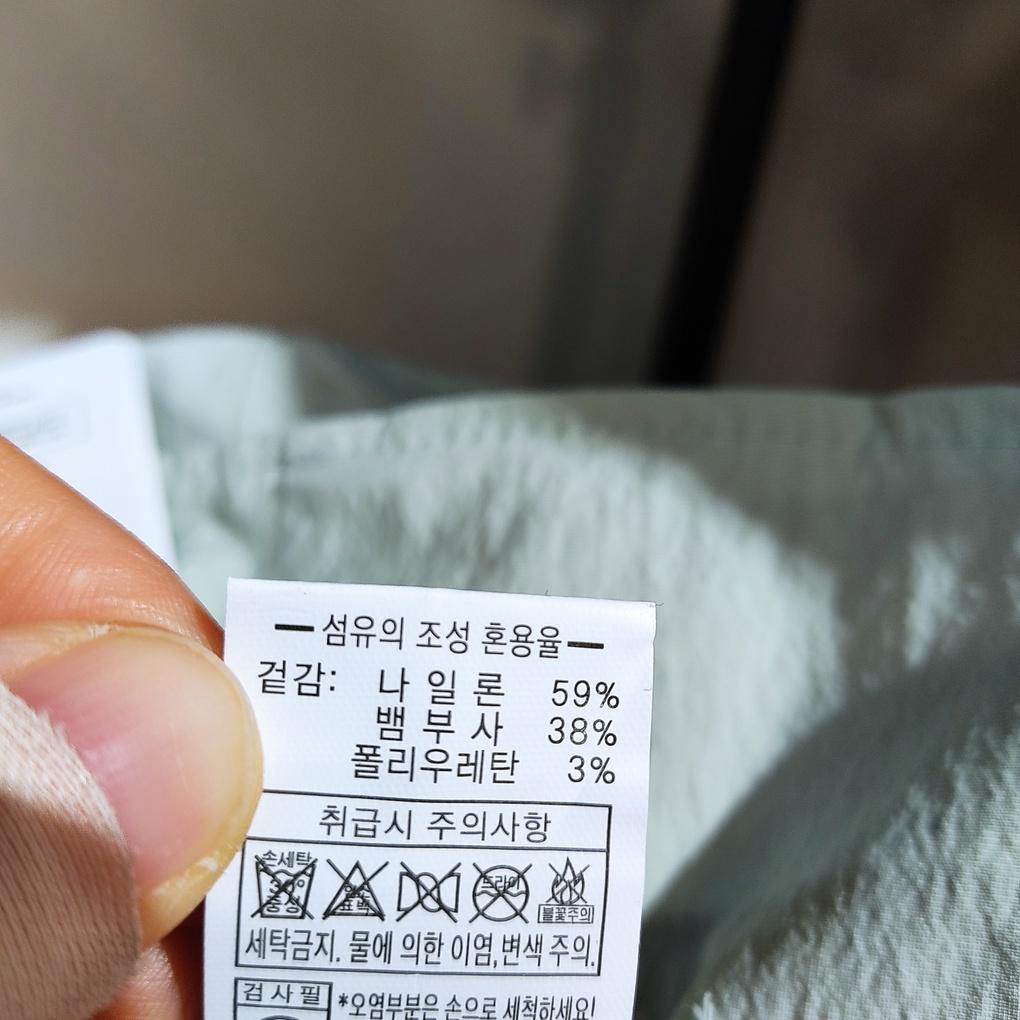 섬유의 조성 혼용율
겉감: 나 일 론 59%
뱀 부 사 38%
폴리우레탄 3%
취급시 주의사항
손세탁
30°
중성
표백
드라이
불꽃주의
세탁금지. 물에 의한 이염,변색 주의.
검 사 필
*오염부분은 손으로 세척하세요!